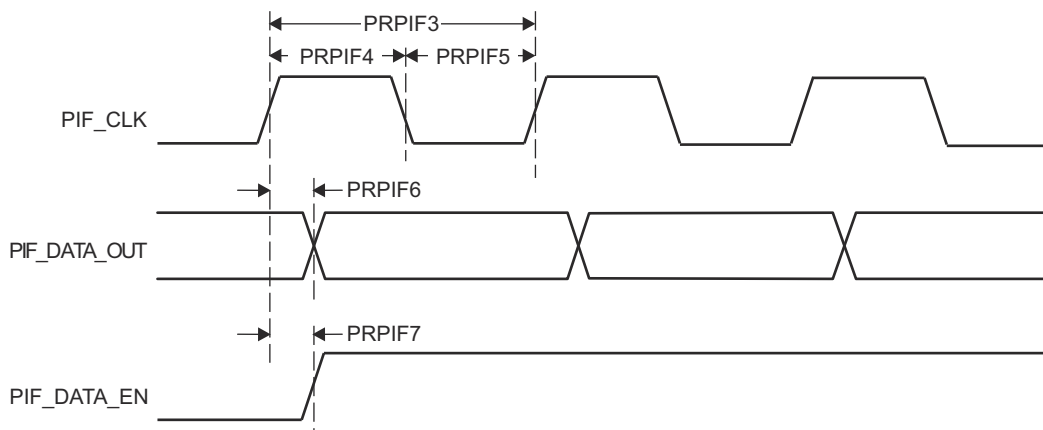 PRPIF3
PRPIF4
PRPIF5
PIF_CLK
PRPIF6
PIF_DATA_OUT
PRPIF7
PIF_DATA_EN